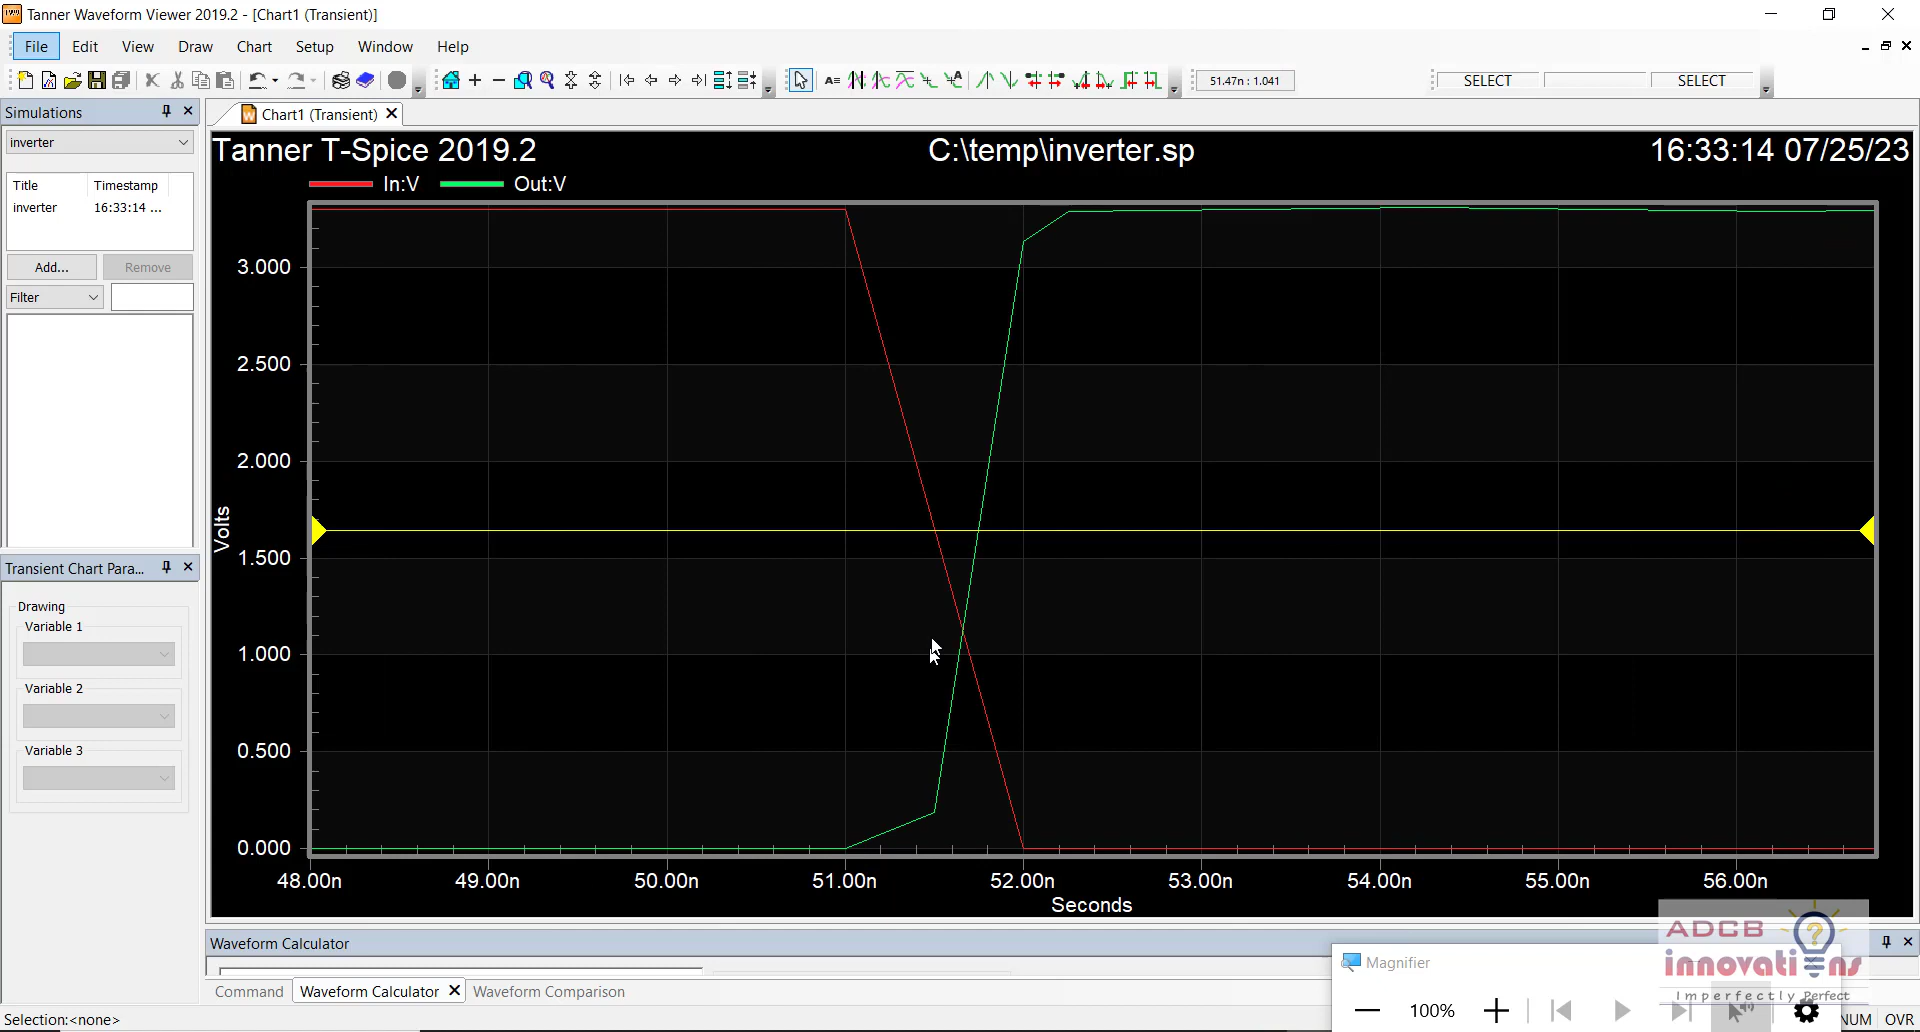 Tanner Waveform Viewer 2019.2 - [Chart1 (Transient)]
File Edit View Draw Chart Setup Window Help
51.47n : 1.041 SELECT SELECT
Simulations
Chart1 (Transient)
inverter
Tanner T-Spice 2019.2 C:\temp\inverter.sp 16:33:14 07/25/23
In:V Out:V
Title Timestamp
inverter 16:33:14 ...
Add... Remove
Filter
3.000
2.500
2.000
1.500
1.000
0.500
0.000
Volts
48.00n 49.00n 50.00n 51.00n 52.00n 53.00n 54.00n 55.00n 56.00n
Seconds
Transient Chart Para...
Drawing
Variable 1
Variable 2
Variable 3
Waveform Calculator
Command Waveform Calculator Waveform Comparison
Magnifier
100%
ADCB
innovations
Imperfectly Perfect
Selection:<none>
NUM OVR